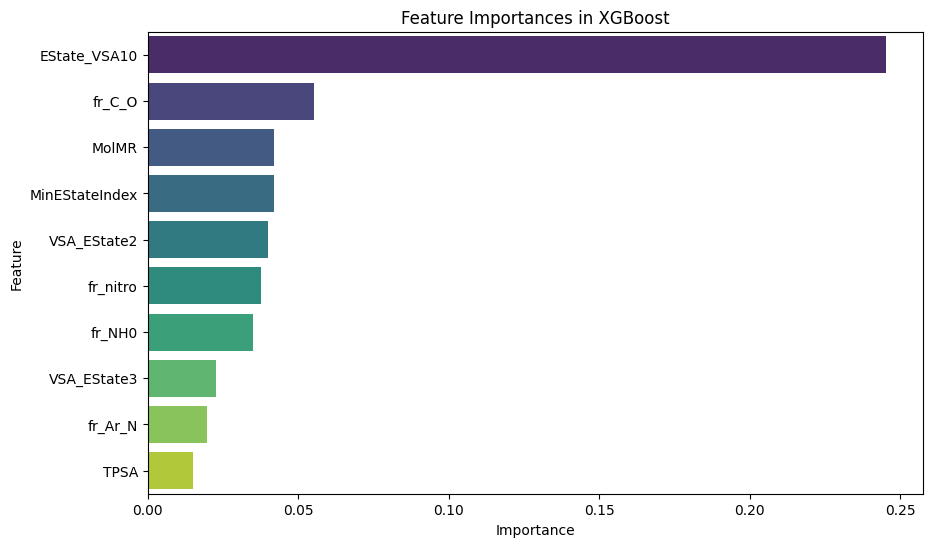 Feature Importances in XGBoost
EState_VSA10
fr_C_O
MolMR
MinEStateIndex
VSA_EState2
fr_nitro
fr_NH0
VSA_EState3
fr_Ar_N
TPSA
Feature
0.00 0.05 0.10 0.15 0.20 0.25
Importance